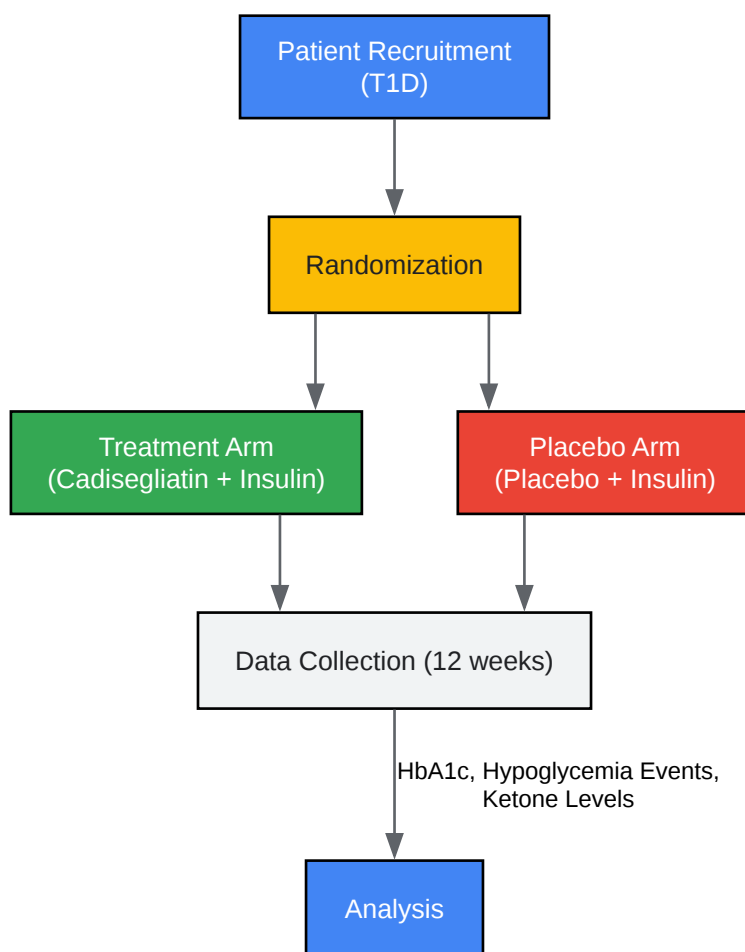 Patient Recruitment
(T1D)
Randomization
Treatment Arm
(Cadisegliatin + Insulin)
Placebo Arm
(Placebo + Insulin)
Data Collection (12 weeks)
HbA1c, Hypoglycemia Events,
Ketone Levels
Analysis